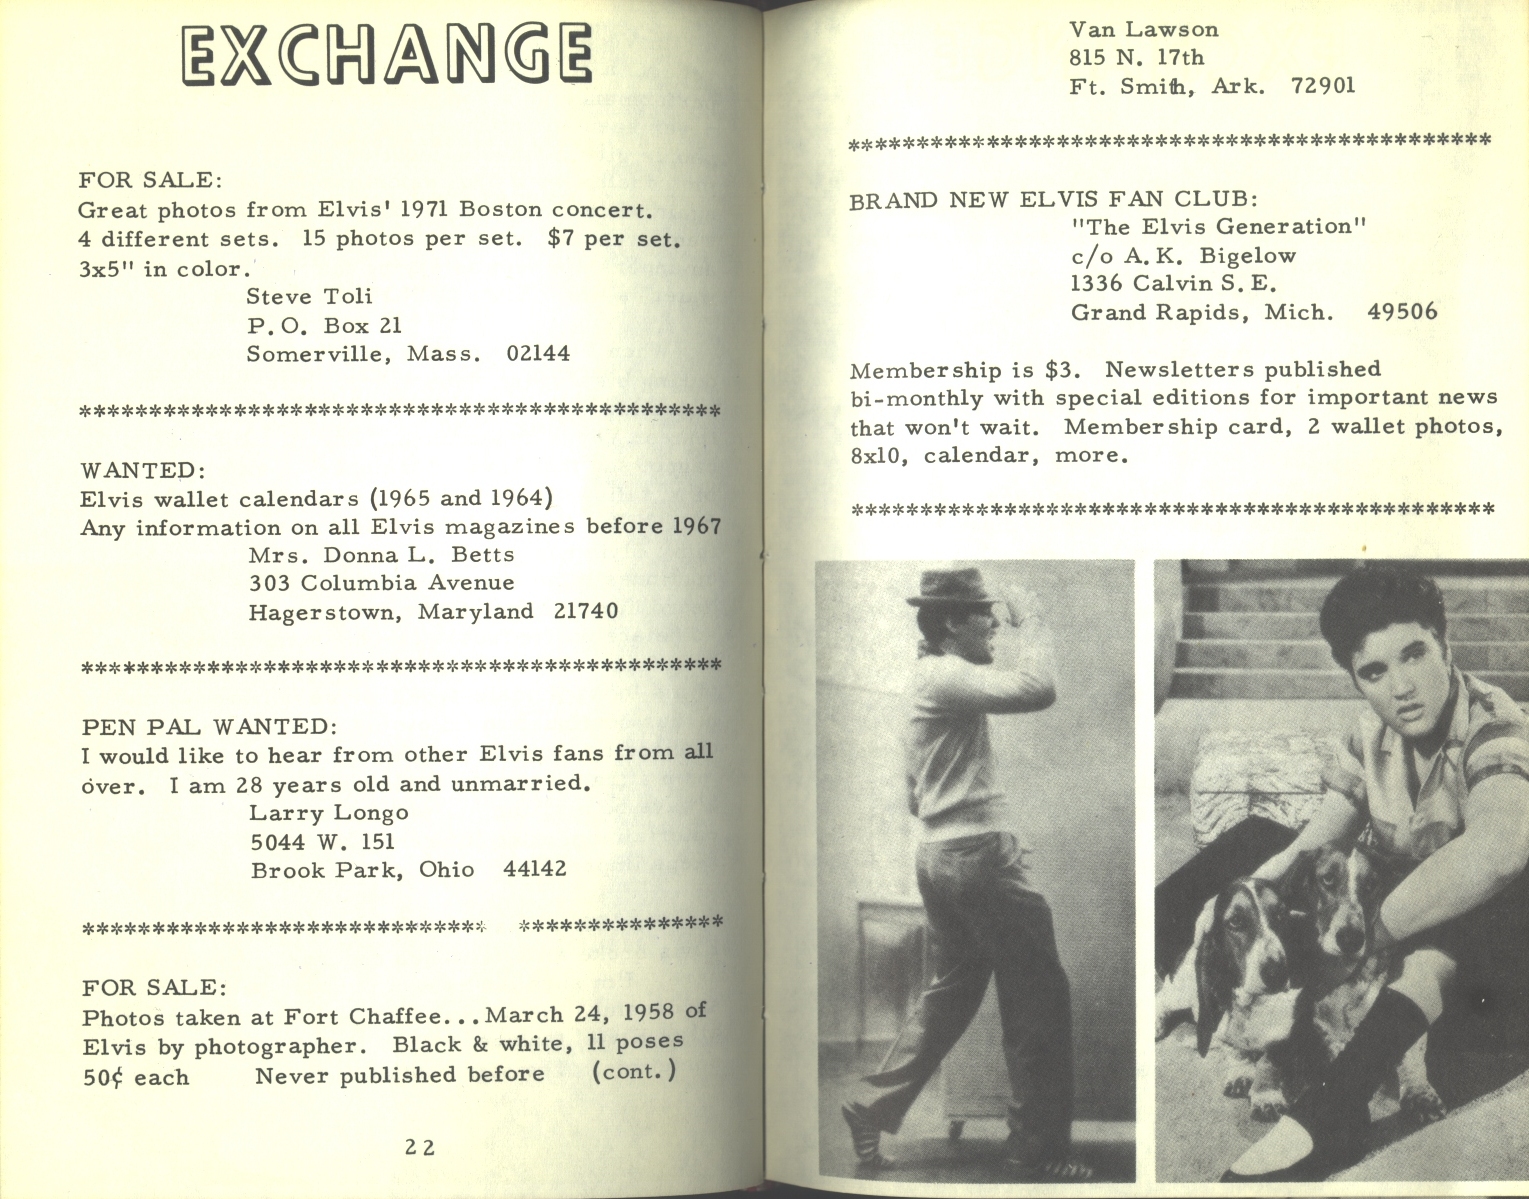 EXCHANGE
FOR SALE:
Great photos from Elvis' 1971 Boston concert.
4 different sets. 15 photos per set. $7 per set.
3x5" in color.
Steve Toli
P.O. Box 21
Somerville, Mass. 02144
**********************************************
WANTED:
Elvis wallet calendars (1965 and 1964)
Any information on all Elvis magazines before 1967
Mrs. Donna L. Betts
303 Columbia Avenue
Hagerstown, Maryland 21740
**********************************************
PEN PAL WANTED:
I would like to hear from other Elvis fans from all
over. I am 28 years old and unmarried.
Larry Longo
5044 W. 151
Brook Park, Ohio 44142
***************************** ***************
FOR SALE:
Photos taken at Fort Chaffee...March 24, 1958 of
Elvis by photographer. Black & white, 11 poses
50¢ each Never published before (cont.)
22
Van Lawson
815 N. 17th
Ft. Smith, Ark. 72901
**********************************************
BRAND NEW ELVIS FAN CLUB:
"The Elvis Generation"
c/o A.K. Bigelow
1336 Calvin S.E.
Grand Rapids, Mich. 49506
Membership is $3. Newsletters published
bi-monthly with special editions for important news
that won't wait. Membership card, 2 wallet photos,
8x10, calendar, more.
**********************************************